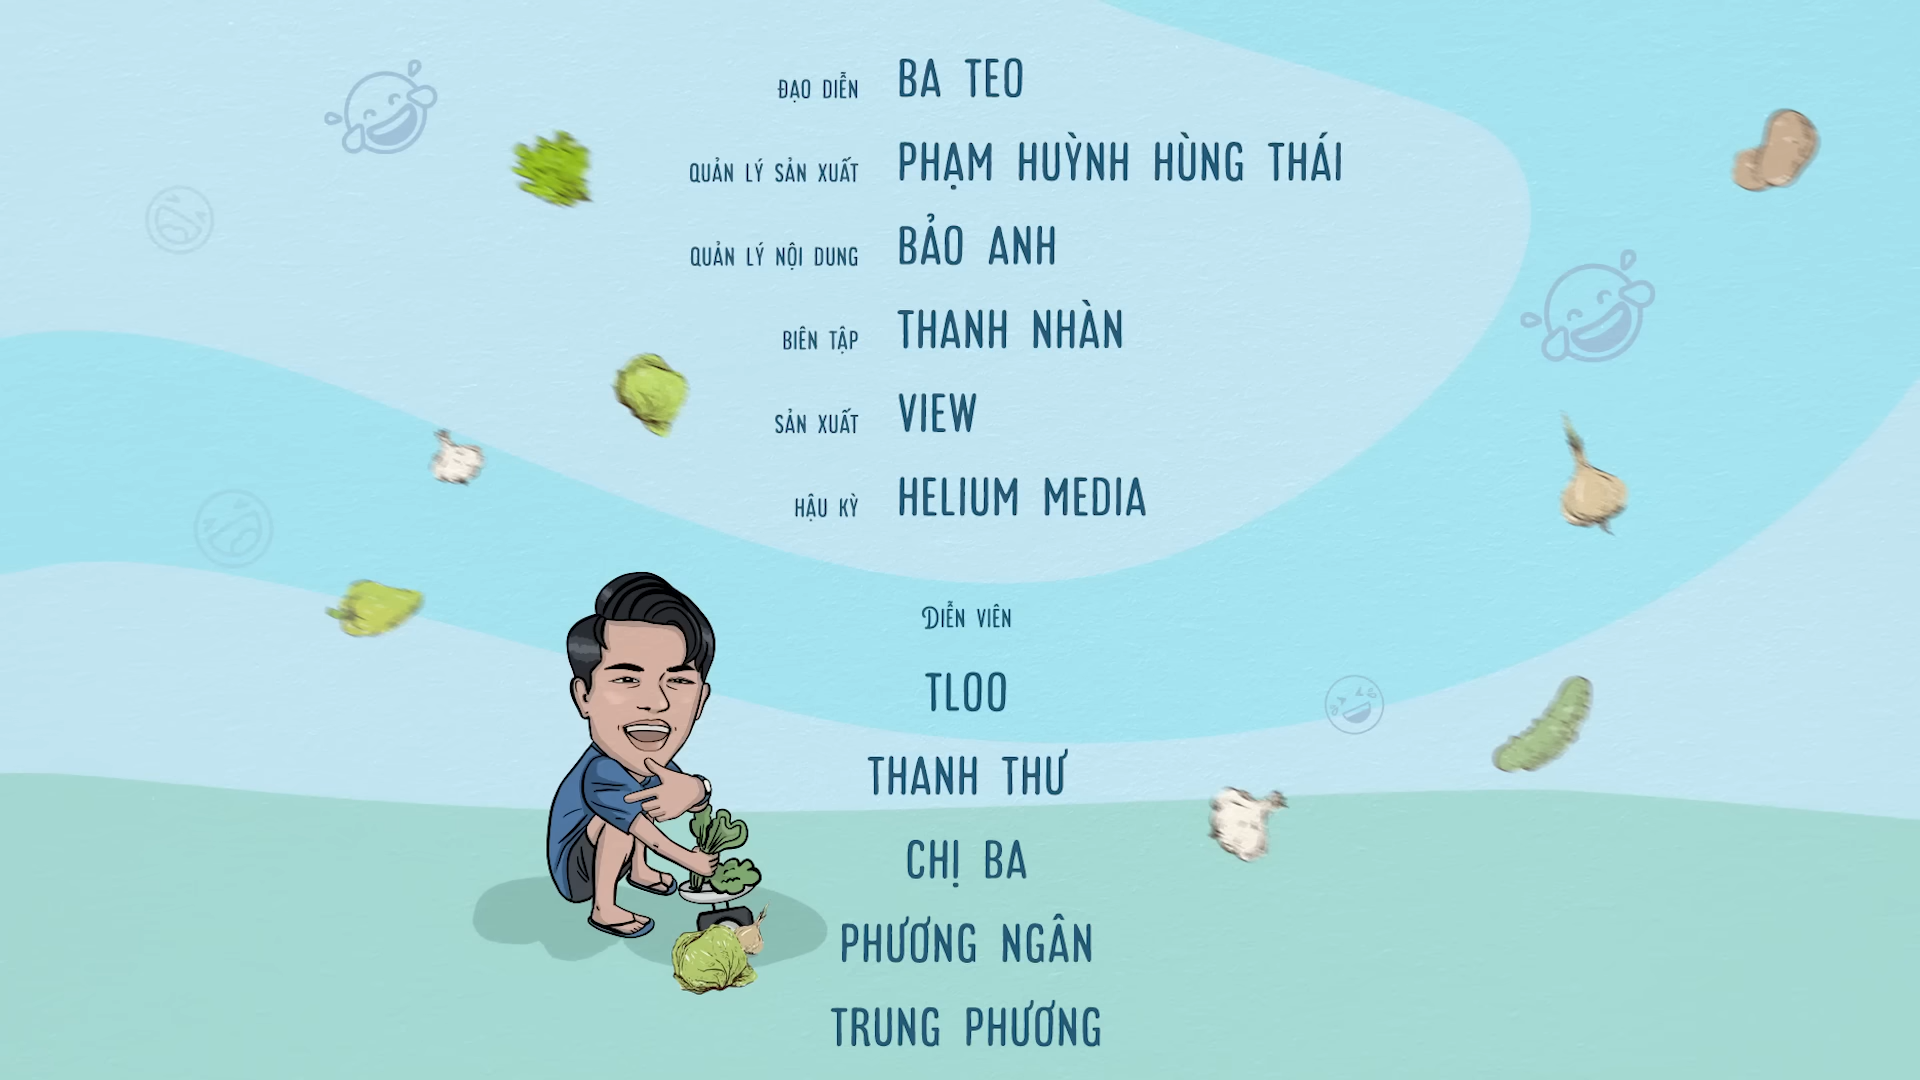 ĐẠO DIỄN BA TEO
QUẢN LÝ SẢN XUẤT PHẠM HUỲNH HÙNG THÁI
QUẢN LÝ NỘI DUNG BẢO ANH
BIÊN TẬP THANH NHÀN
SẢN XUẤT VIEW
HẬU KỲ HELIUM MEDIA
DIỄN VIÊN
TLOO
THANH THƯ
CHỊ BA
PHƯƠNG NGÂN
TRUNG PHƯƠNG